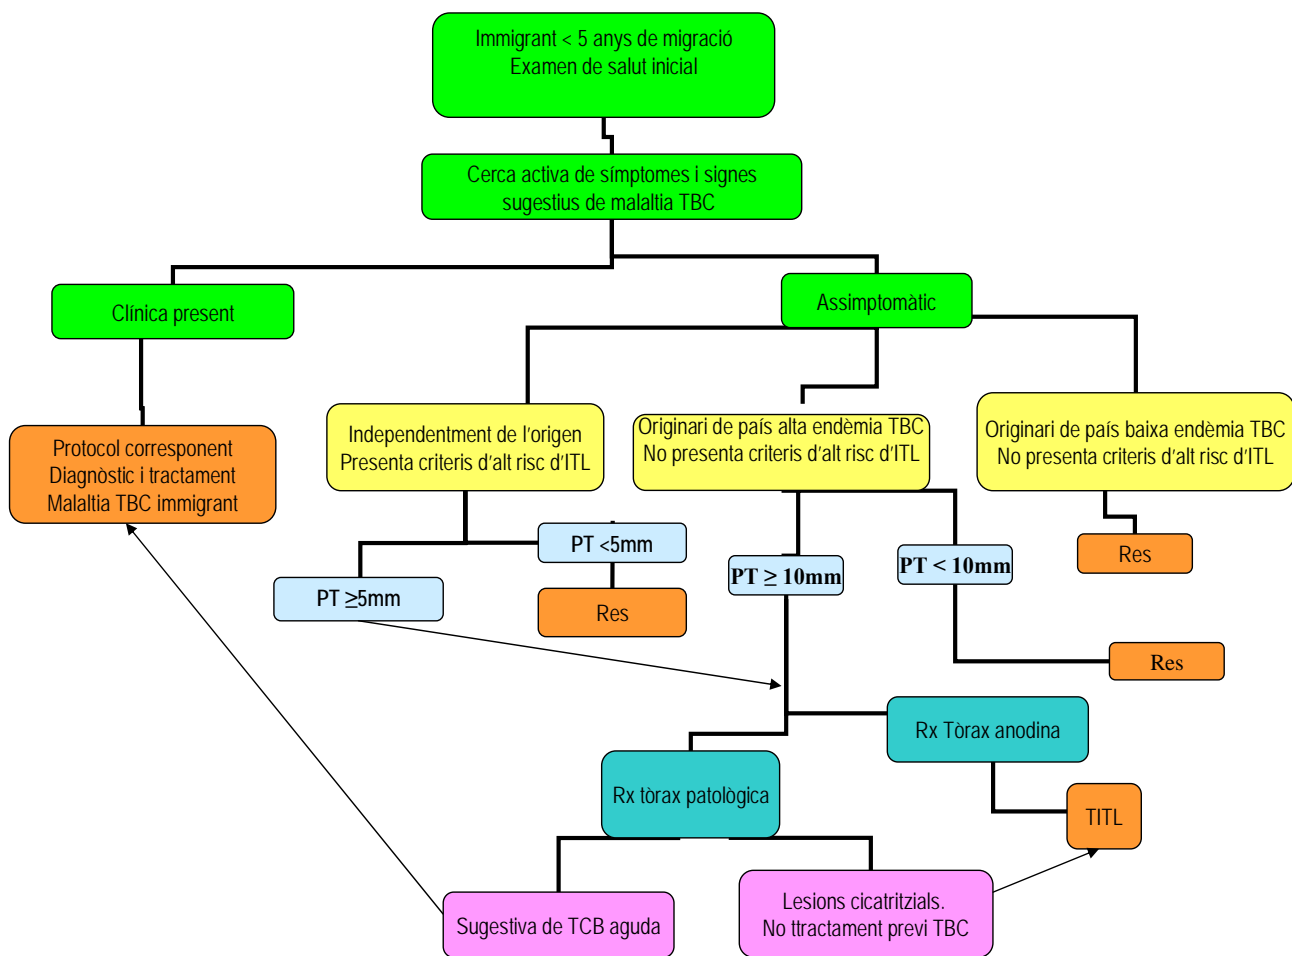 Immigrant < 5 anys de migració
Examen de salut inicial
Cerca activa de símptomes i signes
sugestius de malaltia TBC
Clínica present
Assimptomàtic
Protocol corresponent
Diagnòstic i tractament
Malaltia TBC immigrant
Independentment de l'origen
Presenta criteris d'alt risc d'ITL
Originari de país alta endèmia TBC
No presenta criteris d'alt risc d'ITL
Originari de país baixa endèmia TBC
No presenta criteris d'alt risc d'ITL
PT <5mm
PT ≥ 10mm
PT < 10mm
Res
PT ≥5mm
Res
Res
Rx Tòrax anodina
Rx tòrax patològica
TITL
Sugestiva de TCB aguda
Lesions cicatritzials.
No ttractament previ TBC